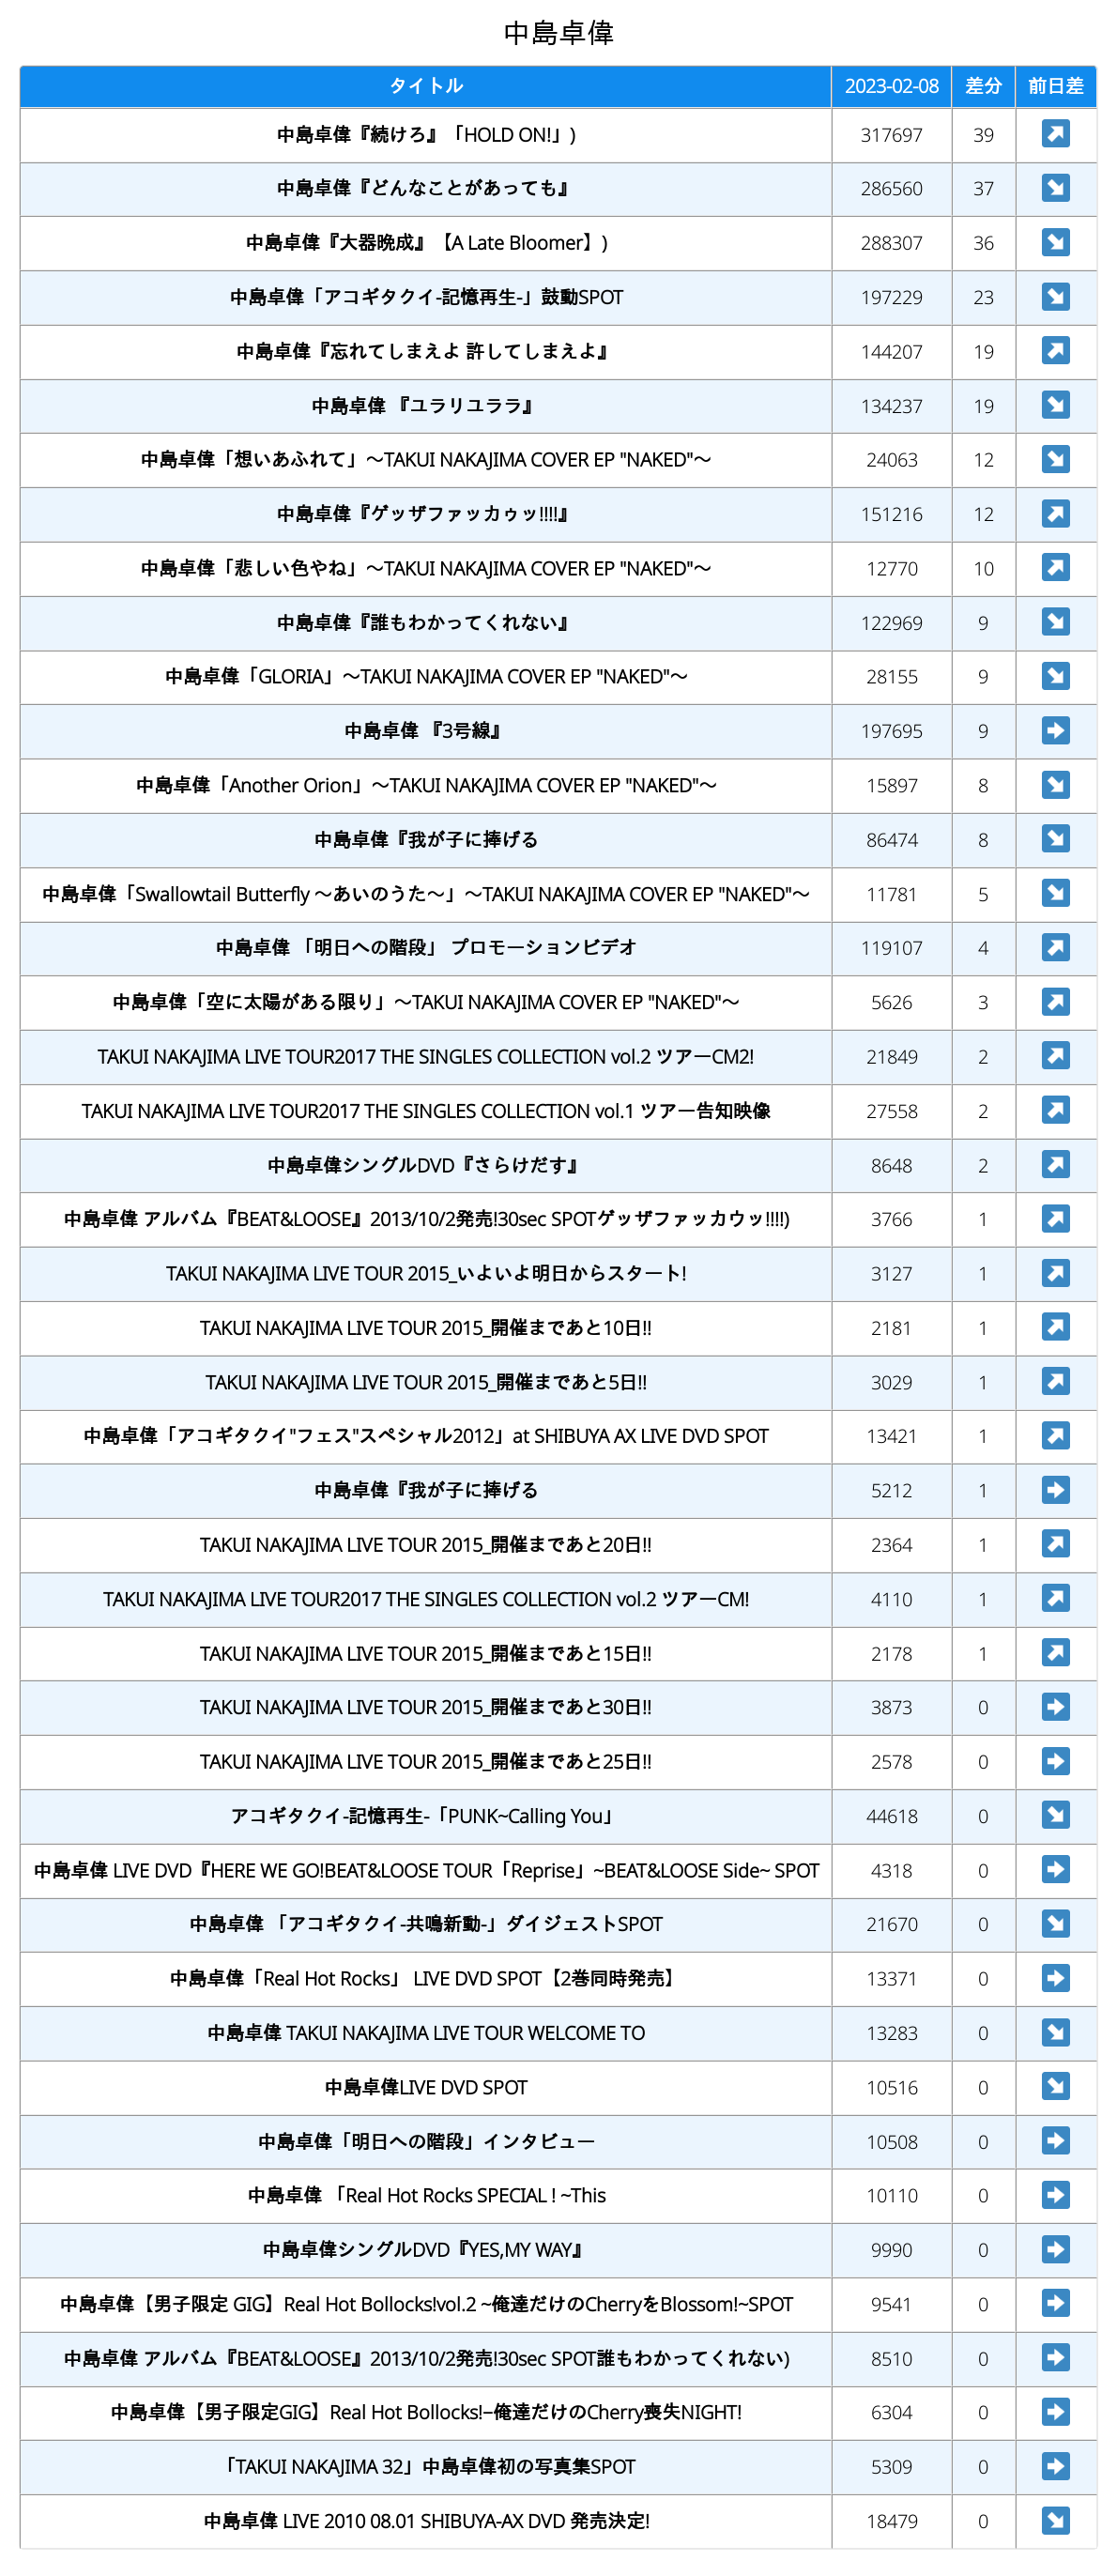 中島卓偉
タイトル 2023-02-08 差分 前日差
中島卓偉『続けろ』「HOLD ON!」) 317697 39 ↗
中島卓偉『どんなことがあっても』 286560 37 ↘
中島卓偉『大器晩成』【A Late Bloomer】) 288307 36 ↘
中島卓偉「アコギタクイ-記憶再生-」鼓動SPOT 197229 23 ↘
中島卓偉『忘れてしまえよ 許してしまえよ』 144207 19 ↗
中島卓偉 『ユラリユララ』 134237 19 ↘
中島卓偉「想いあふれて」〜TAKUI NAKAJIMA COVER EP "NAKED"〜 24063 12 ↘
中島卓偉『ゲッザファッカゥッ!!!!』 151216 12 ↗
中島卓偉「悲しい色やね」〜TAKUI NAKAJIMA COVER EP "NAKED"〜 12770 10 ↗
中島卓偉『誰もわかってくれない』 122969 9 ↘
中島卓偉「GLORIA」〜TAKUI NAKAJIMA COVER EP "NAKED"〜 28155 9 ↘
中島卓偉 『3号線』 197695 9 ➡
中島卓偉「Another Orion」〜TAKUI NAKAJIMA COVER EP "NAKED"〜 15897 8 ↘
中島卓偉『我が子に捧げる 86474 8 ↘
中島卓偉「Swallowtail Butterfly 〜あいのうた〜」〜TAKUI NAKAJIMA COVER EP "NAKED"〜 11781 5 ↘
中島卓偉 「明日への階段」 プロモーションビデオ 119107 4 ↗
中島卓偉「空に太陽がある限り」〜TAKUI NAKAJIMA COVER EP "NAKED"〜 5626 3 ↗
TAKUI NAKAJIMA LIVE TOUR2017 THE SINGLES COLLECTION vol.2 ツアーCM2! 21849 2 ↗
TAKUI NAKAJIMA LIVE TOUR2017 THE SINGLES COLLECTION vol.1 ツアー告知映像 27558 2 ↗
中島卓偉シングルDVD『さらけだす』 8648 2 ↗
中島卓偉 アルバム『BEAT&LOOSE』2013/10/2発売!30sec SPOTゲッザファッカウッ!!!!) 3766 1 ↗
TAKUI NAKAJIMA LIVE TOUR 2015_いよいよ明日からスタート! 3127 1 ↗
TAKUI NAKAJIMA LIVE TOUR 2015_開催まであと10日!! 2181 1 ↗
TAKUI NAKAJIMA LIVE TOUR 2015_開催まであと5日!! 3029 1 ↗
中島卓偉「アコギタクイ"フェス"スペシャル2012」at SHIBUYA AX LIVE DVD SPOT 13421 1 ↗
中島卓偉『我が子に捧げる 5212 1 ➡
TAKUI NAKAJIMA LIVE TOUR 2015_開催まであと20日!! 2364 1 ↗
TAKUI NAKAJIMA LIVE TOUR2017 THE SINGLES COLLECTION vol.2 ツアーCM! 4110 1 ↗
TAKUI NAKAJIMA LIVE TOUR 2015_開催まであと15日!! 2178 1 ↗
TAKUI NAKAJIMA LIVE TOUR 2015_開催まであと30日!! 3873 0 ➡
TAKUI NAKAJIMA LIVE TOUR 2015_開催まであと25日!! 2578 0 ➡
アコギタクイ-記憶再生-「PUNK~Calling You」 44618 0 ↘
中島卓偉 LIVE DVD『HERE WE GO!BEAT&LOOSE TOUR「Reprise」~BEAT&LOOSE Side~ SPOT 4318 0 ➡
中島卓偉 「アコギタクイ-共鳴新動-」ダイジェストSPOT 21670 0 ↘
中島卓偉「Real Hot Rocks」 LIVE DVD SPOT【2巻同時発売】 13371 0 ➡
中島卓偉 TAKUI NAKAJIMA LIVE TOUR WELCOME TO 13283 0 ↘
中島卓偉LIVE DVD SPOT 10516 0 ↘
中島卓偉「明日への階段」インタビュー 10508 0 ➡
中島卓偉 「Real Hot Rocks SPECIAL ! ~This 10110 0 ➡
中島卓偉シングルDVD『YES,MY WAY』 9990 0 ➡
中島卓偉【男子限定 GIG】Real Hot Bollocks!vol.2 ~俺達だけのCherryをBlossom!~SPOT 9541 0 ➡
中島卓偉 アルバム『BEAT&LOOSE』2013/10/2発売!30sec SPOT誰もわかってくれない) 8510 0 ➡
中島卓偉【男子限定GIG】Real Hot Bollocks!−俺達だけのCherry喪失NIGHT! 6304 0 ➡
「TAKUI NAKAJIMA 32」中島卓偉初の写真集SPOT 5309 0 ➡
中島卓偉 LIVE 2010 08.01 SHIBUYA-AX DVD 発売決定! 18479 0 ↘